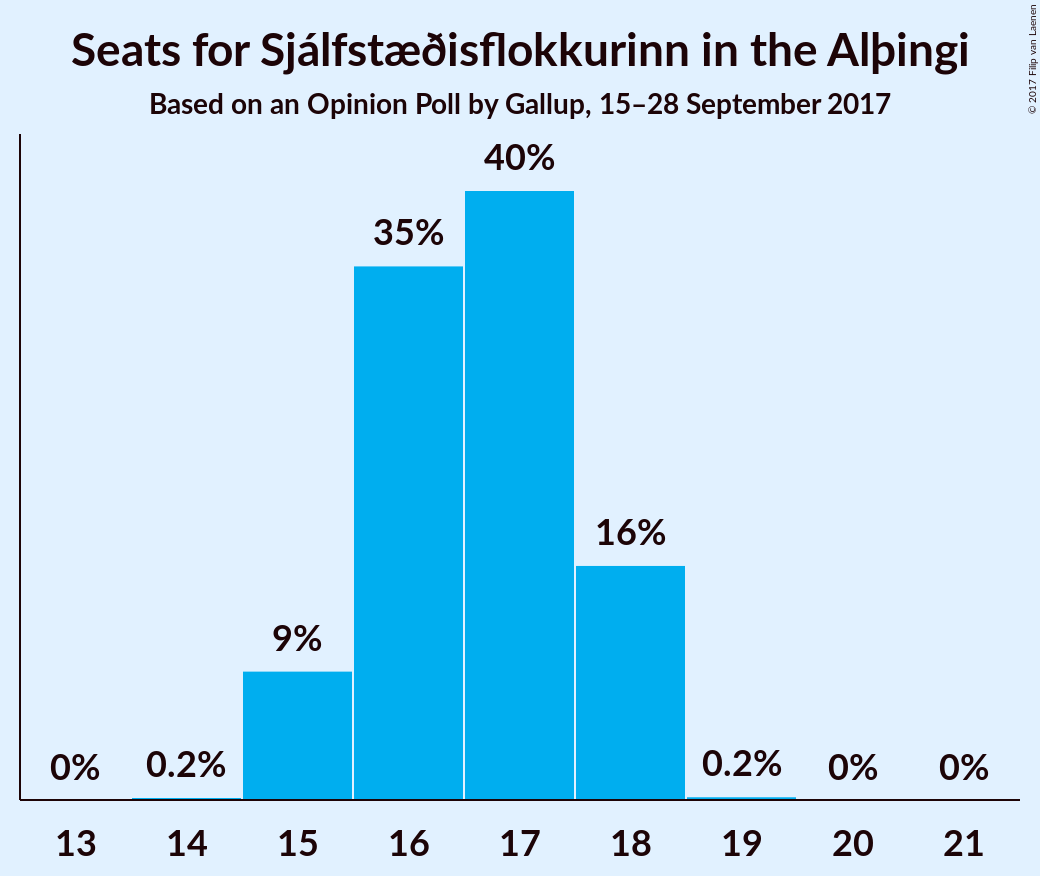 Seats for Sjálfstæðisflokkurinn in the Alþingi
Based on an Opinion Poll by Gallup, 15–28 September 2017
© 2017 Filip van Laenen
40%
35%
16%
9%
0%
0.2%
0.2%
0%
0%
13 14 15 16 17 18 19 20 21